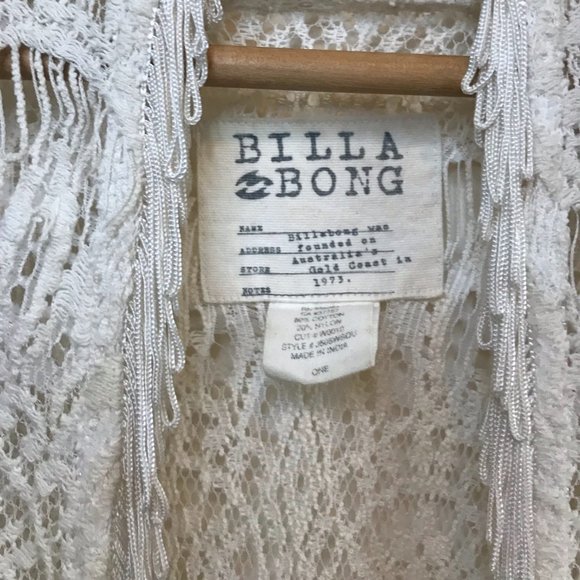 BILLA
BONG
NAME Billabong was
ADDRESS founded on
Australia's
STORE Gold Coast in
NOTES 1973.
80% COTTON
20% NYLON
MADE IN INDIA
ONE